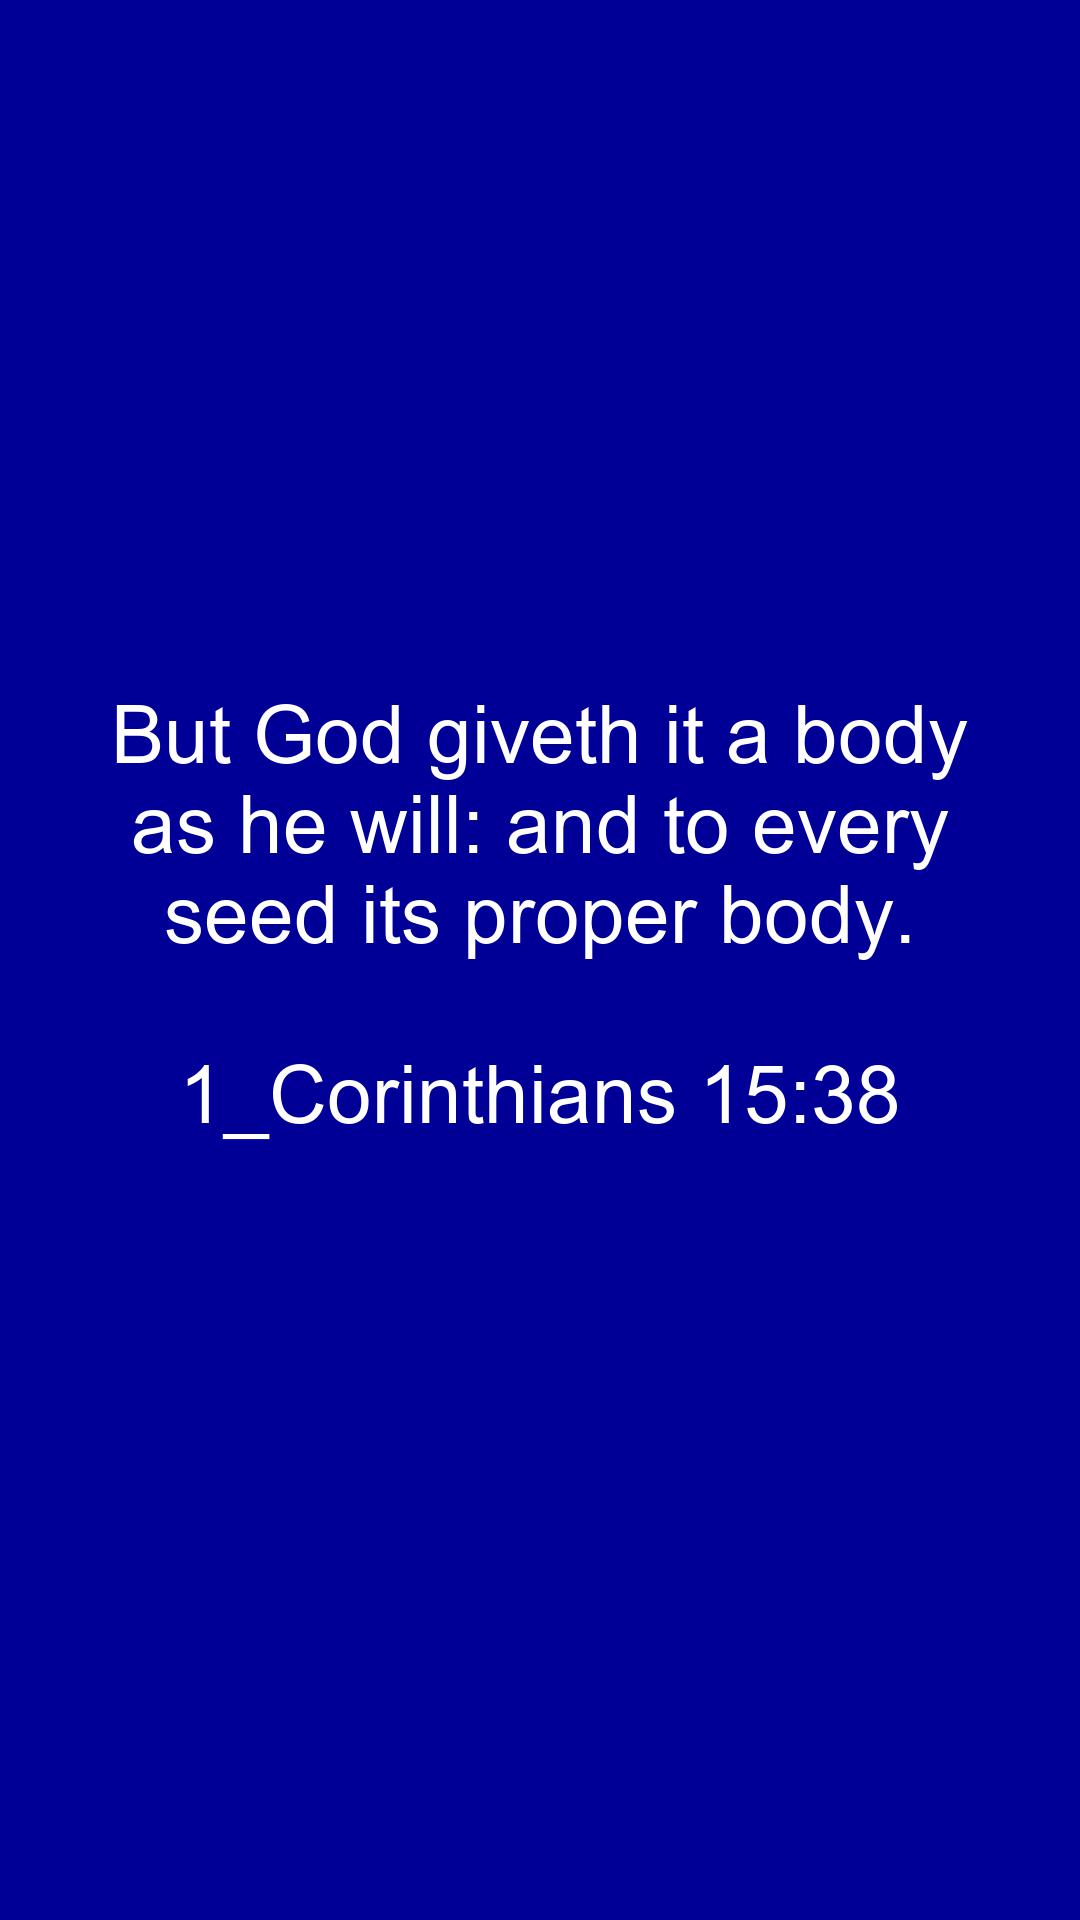 But God giveth it a body
as he will: and to every
seed its proper body.
1_Corinthians 15:38